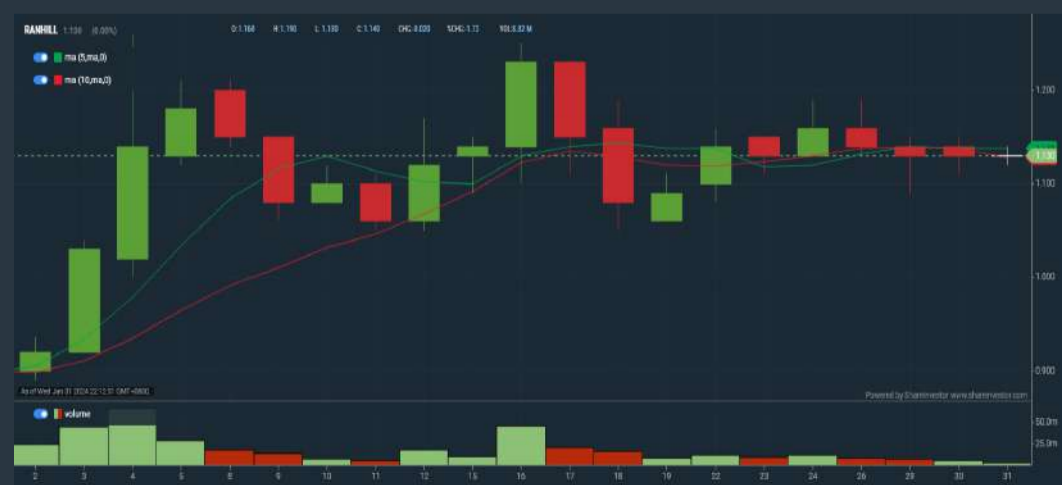 RANHILL 1.130 (0.00%) O:1.160 H:1.190 L:1.130 C:1.140 CHG:-0.020 %CHG:-1.72 VOL:8.82 M
ma (5,ma,0)
ma (10,ma,0)
1.200
1.130
1.100
1.000
0.900
As of Wed Jan 31 2024 22:12:51 GMT+0800
Powered by ShareInvestor www.shareinvestor.com
volume
50.0m
25.0m
2 3 4 5 8 9 10 11 12 15 16 17 18 19 22 23 24 26 29 30 31